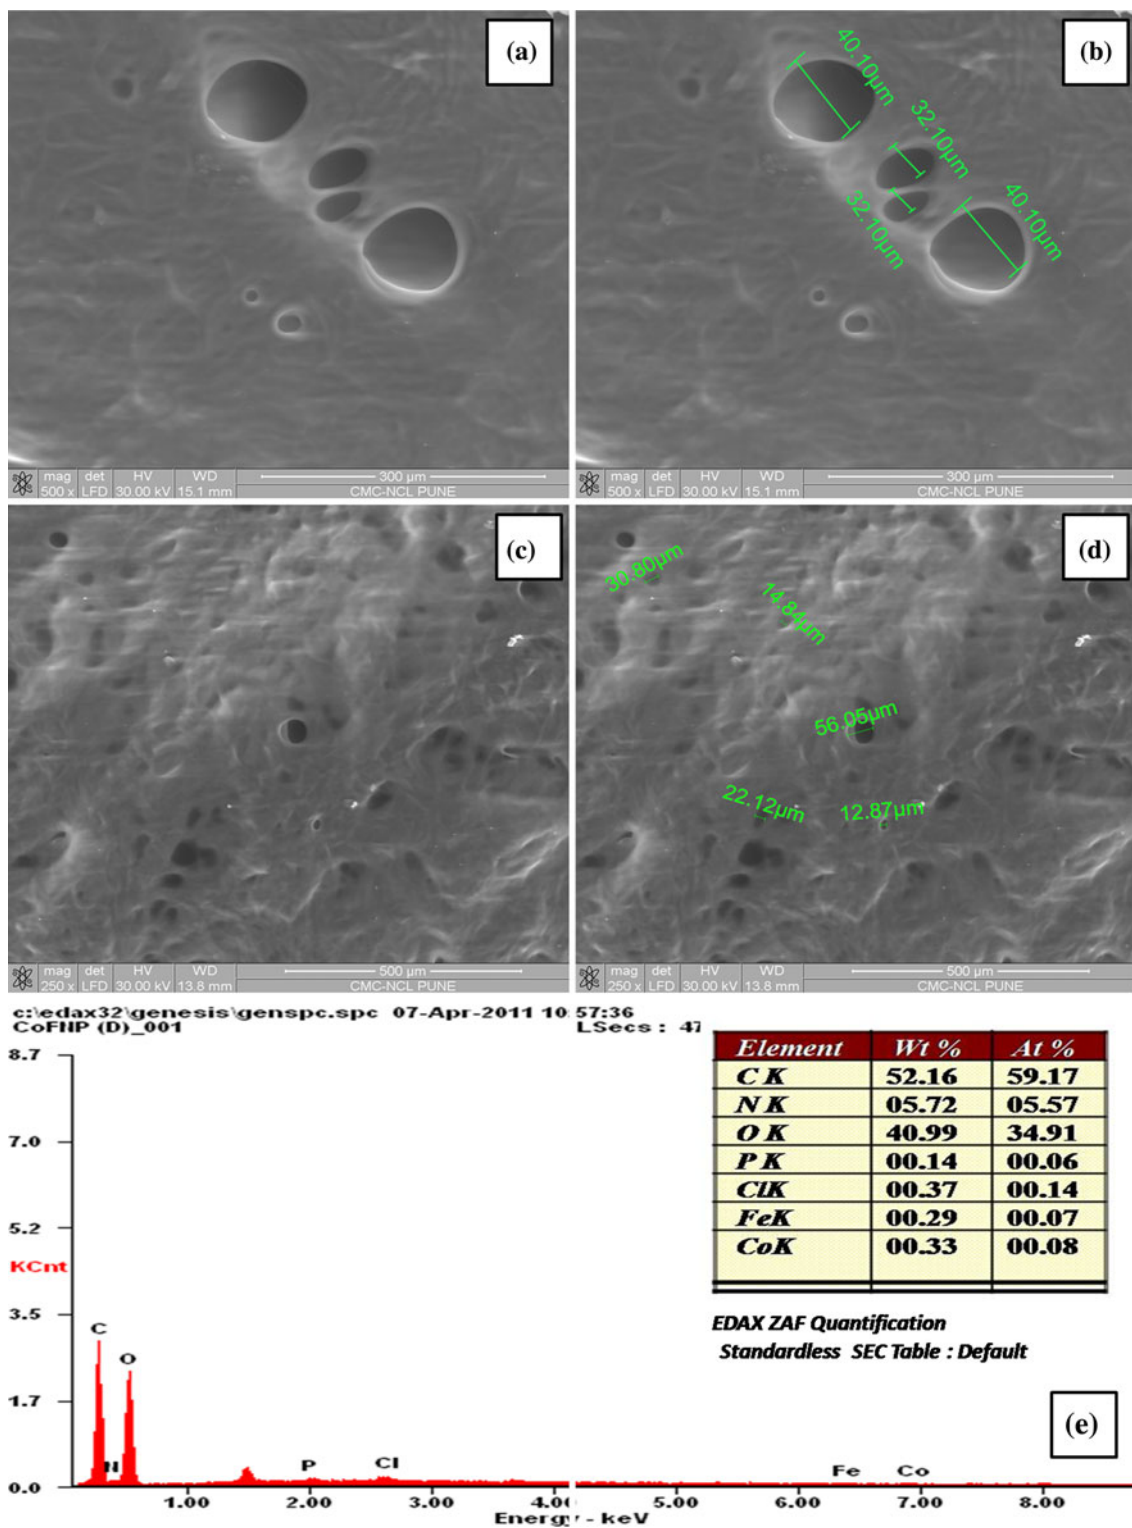 (a)
mag det HV WD 300 µm
500 x LFD 30.00 kV 15.1 mm CMC-NCL PUNE
(b)
40.10µm
32.10µm
32.10µm
40.10µm
mag det HV WD 300 µm
500 x LFD 30.00 kV 15.1 mm CMC-NCL PUNE
(c)
mag det HV WD 500 µm
250 x LFD 30.00 kV 13.8 mm CMC-NCL PUNE
(d)
30.80µm
14.84µm
56.05µm
22.12µm
12.87µm
mag det HV WD 500 µm
250 x LFD 30.00 kV 13.8 mm CMC-NCL PUNE
c:\edax32\genesis\genspc.spc 07-Apr-2011 10:57:36
CoFNP (D)_001 LSecs : 47
Element Wt % At %
C K 52.16 59.17
N K 05.72 05.57
O K 40.99 34.91
P K 00.14 00.06
ClK 00.37 00.14
FeK 00.29 00.07
CoK 00.33 00.08
EDAX ZAF Quantification
Standardless SEC Table : Default
8.7
7.0
5.2
KCnt
3.5
1.7
0.0
C
O
N
P
Cl
Fe
Co
(e)
1.00 2.00 3.00 4.00 5.00 6.00 7.00 8.00
Energy - keV